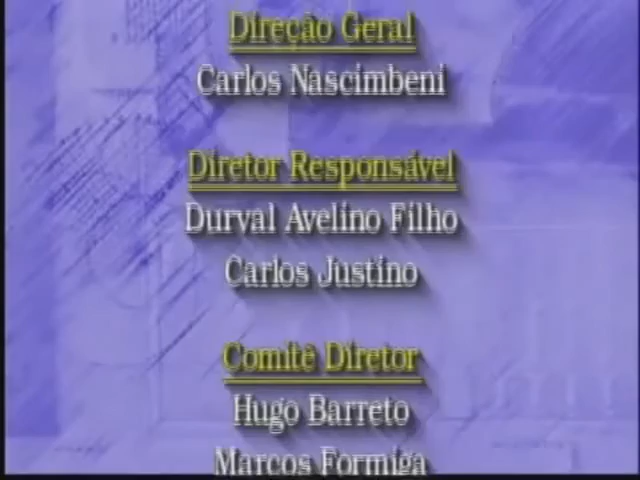 Direção Geral
Carlos Nascimbeni
Diretor Responsável
Durval Avelino Filho
Carlos Justino
Comitê Diretor
Hugo Barreto
Marcos Formiga